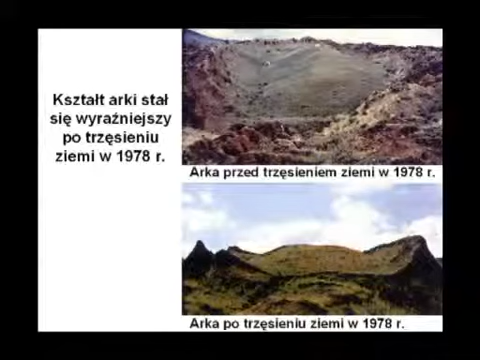 Kształt arki stał
się wyraźniejszy
po trzęsieniu
ziemi w 1978 r.
Arka przed trzęsieniem ziemi w 1978 r.
Arka po trzęsieniu ziemi w 1978 r.